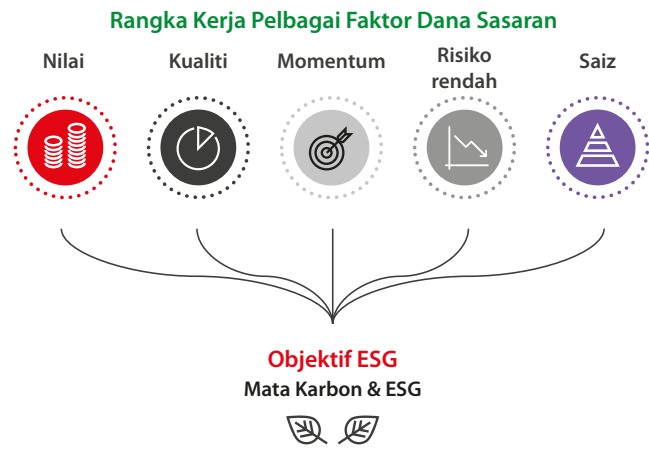 Rangka Kerja Pelbagai Faktor Dana Sasaran
Nilai
Kualiti
Momentum
Risiko
rendah
Saiz
Objektif ESG
Mata Karbon & ESG